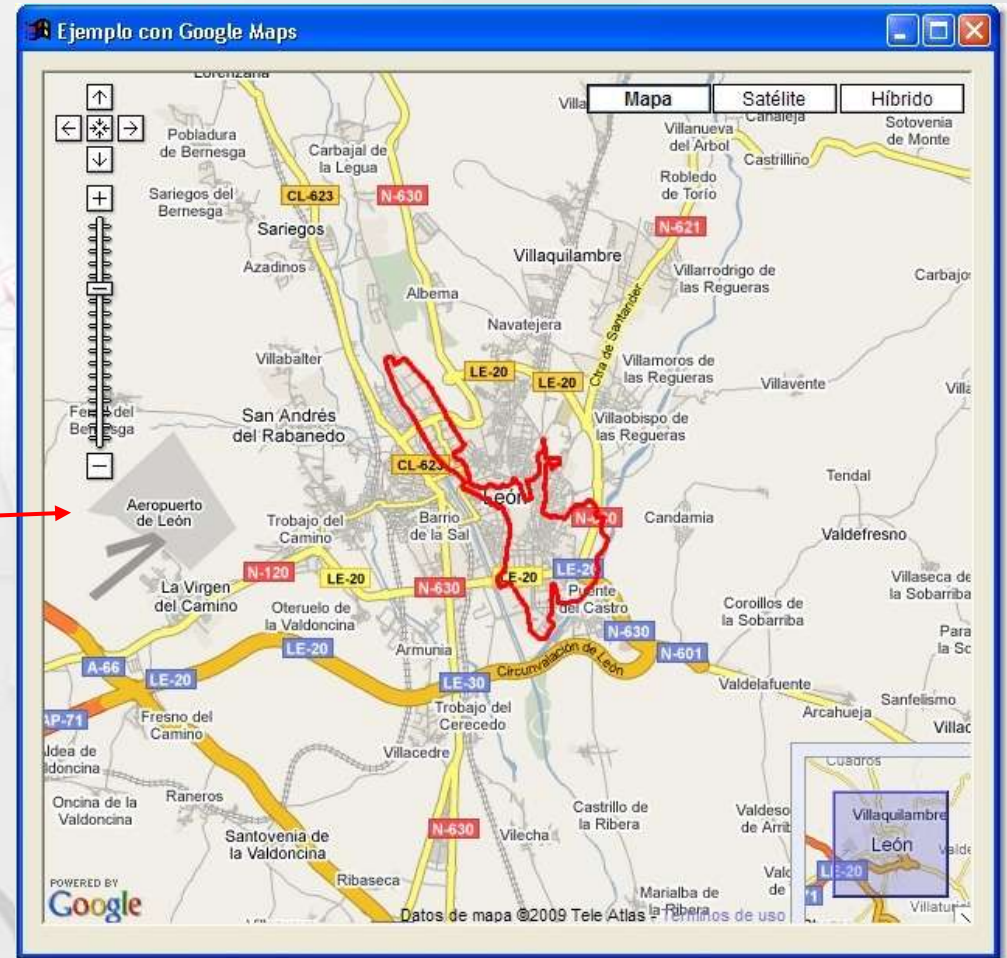 Ejemplo con Google Maps
Lorenzana
Mapa
Satélite
Híbrido
Canaleja
Sotovenia
de Monte
Pobladura
de Bernesga
Carbajal de
la Legua
Villanueva
del Arbol
Castrilliño
Robledo
de Torío
Sariegos del
Bernesga
CL-623
N-630
Sariegos
N-621
Azadinos
Villaquilambre
Villarrodrigo de
las Regueras
Albema
Navatejera
Ctra de Santander
Villabalter
LE-20
LE-20
Villamoros de
las Regueras
Villavente
San Andrés
del Rabanedo
Villaobispo de
las Regueras
CL-623
León
Tendal
Aeropuerto
de León
Trobajo del
Camino
Barrio
de la Sal
Candamia
Valdefresno
N-120
LE-20
N-630
LE-20
LE-20
Puente
del Castro
La Virgen
del Camino
Villaseca de
la Sobarriba
Oteruelo de
la Valdoncina
Coroillos de
la Sobarriba
LE-20
Armunia
N-630
N-601
Circunvalación de León
A-66
LE-20
LE-30
Valdelafuente
AP-71
Fresno del
Camino
Trobajo del
Cerecedo
Arcahueja
Sanfelismo
Villacedre
Cuadros
Oncina de la
Valdoncina
Raneros
Castrillo de
la Ribera
Villaquilambre
León
Santovenia de
la Valdoncina
N-630
Vilecha
LE-20
Ribaseca
Marialba de
la Ribera
POWERED BY
Google
Datos de mapa ©2009 Tele Atlas - Términos de uso